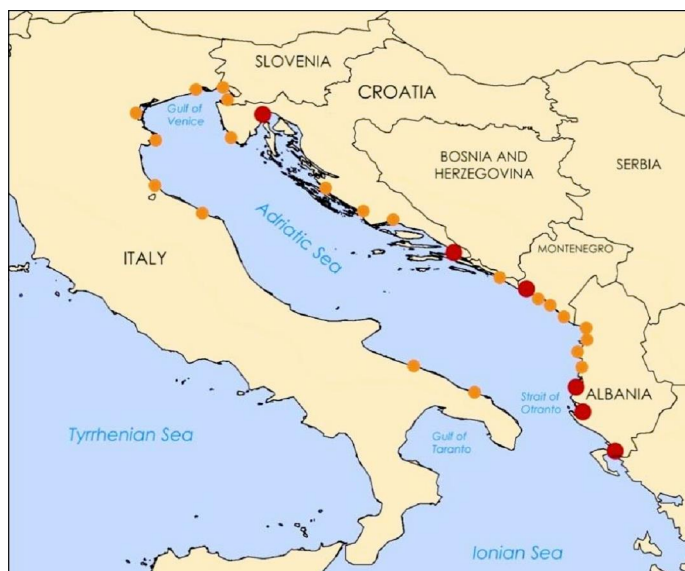 SLOVENIA
CROATIA
Gulf of
Venice
BOSNIA AND
HERZEGOVINA
SERBIA
Adriatic Sea
MONTENEGRO
ITALY
ALBANIA
Strait of
Otranto
Tyrrhenian Sea
Gulf of
Taranto
Ionian Sea